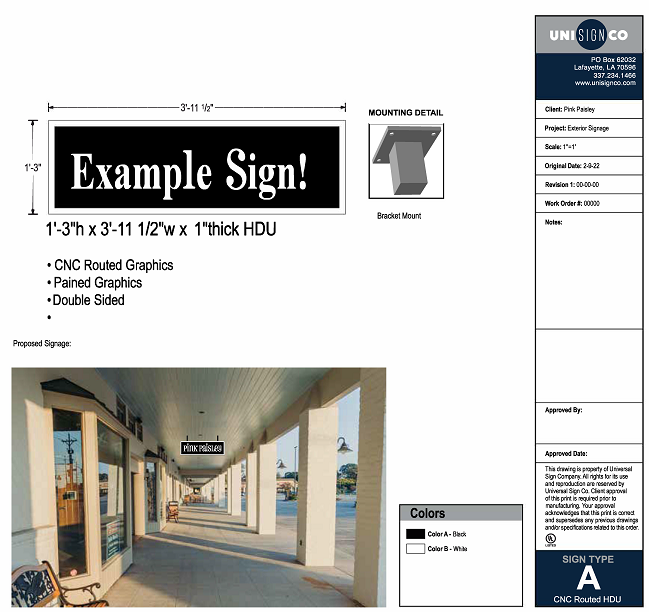 UNISIGNCO
PO Box 62032
Lafayette, LA 70596
337.234.1466
www.unisignco.com
3'-11 1/2"
1'-3"
Example Sign!
MOUNTING DETAIL
Bracket Mount
1'-3"h x 3'-11 1/2"w x 1"thick HDU
• CNC Routed Graphics
• Pained Graphics
• Double Sided
•
Proposed Signage:
PINK PAISLEY
Colors
Color A - Black
Color B - White
Client: Pink Paisley
Project: Exterior Signage
Scale: 1"=1'
Original Date: 2-9-22
Revision 1: 00-00-00
Work Order #: 00000
Notes:
Approved By:
Approved Date:
This drawing is property of Universal
Sign Company. All rights for its use
and reproduction are reserved by
Universal Sign Co. Client approval
of this print is required prior to
manufacturing. Your approval
acknowledges that this print is correct
and supersedes any previous drawings
and/or specifications related to this order.
UL
LISTED
SIGN TYPE
A
CNC Routed HDU